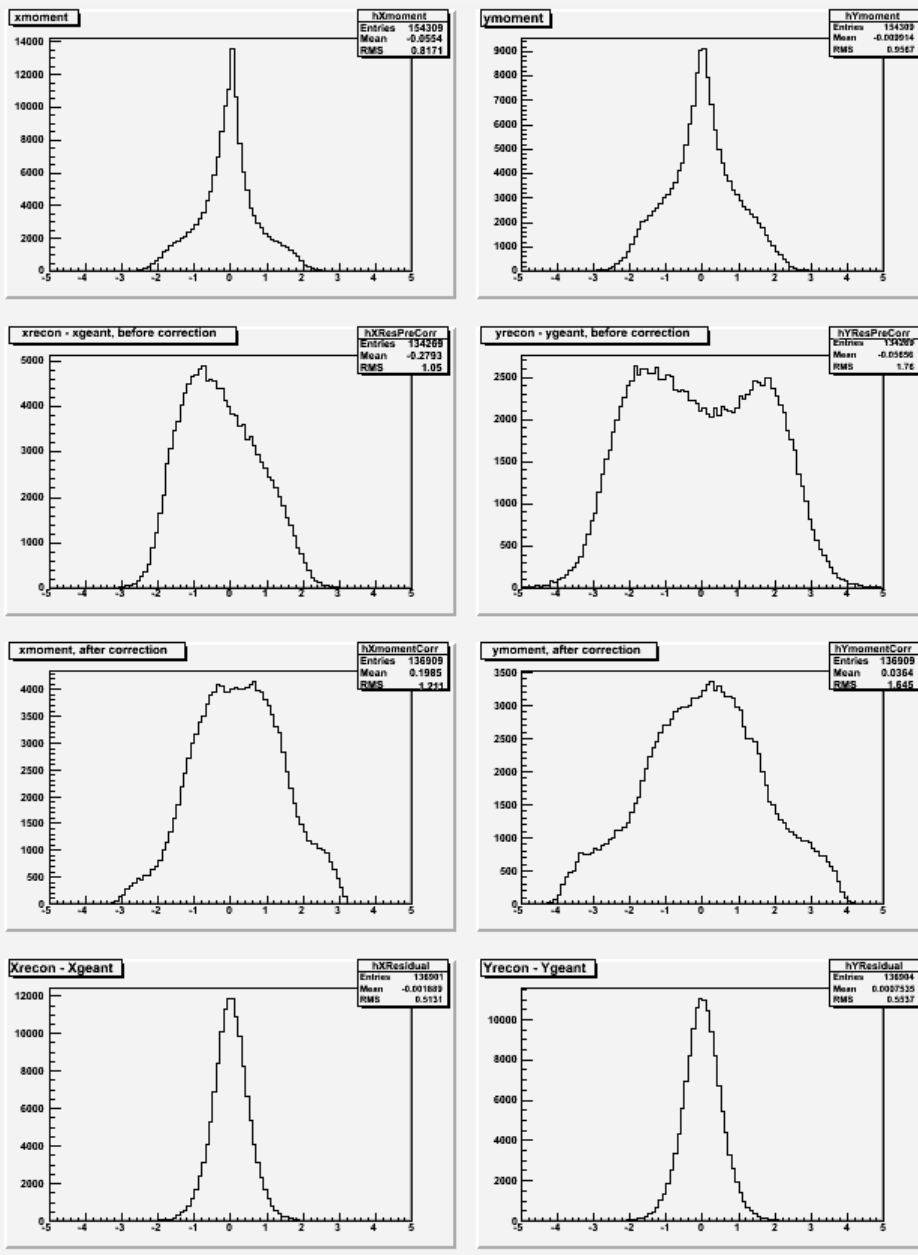 xmoment
hXmoment
Entries 154309
Mean -0.0554
RMS 0.8171
14000
12000
10000
8000
6000
4000
2000
0
-5 -4 -3 -2 -1 0 1 2 3 4 5
ymoment
hYmoment
Entries 154309
Mean -0.009914
RMS 0.9567
9000
8000
7000
6000
5000
4000
3000
2000
1000
0
-5 -4 -3 -2 -1 0 1 2 3 4 5
xrecon - xgeant, before correction
hXResPreCorr
Entries 134269
Mean -0.2793
RMS 1.05
5000
4000
3000
2000
1000
0
-5 -4 -3 -2 -1 0 1 2 3 4 5
yrecon - ygeant, before correction
hYResPreCorr
Entries 134269
Mean -0.05656
RMS 1.76
2500
2000
1500
1000
500
0
-5 -4 -3 -2 -1 0 1 2 3 4 5
xmoment, after correction
hXmomentCorr
Entries 136909
Mean 0.1985
RMS 1.211
4000
3500
3000
2500
2000
1500
1000
500
0
-5 -4 -3 -2 -1 0 1 2 3 4 5
ymoment, after correction
hYmomentCorr
Entries 136909
Mean 0.0364
RMS 1.645
3500
3000
2500
2000
1500
1000
500
0
-5 -4 -3 -2 -1 0 1 2 3 4 5
Xrecon - Xgeant
hXResidual
Entries 136901
Mean -0.001889
RMS 0.5131
12000
10000
8000
6000
4000
2000
0
-5 -4 -3 -2 -1 0 1 2 3 4 5
Yrecon - Ygeant
hYResidual
Entries 136904
Mean 0.0007535
RMS 0.5537
10000
8000
6000
4000
2000
0
-5 -4 -3 -2 -1 0 1 2 3 4 5